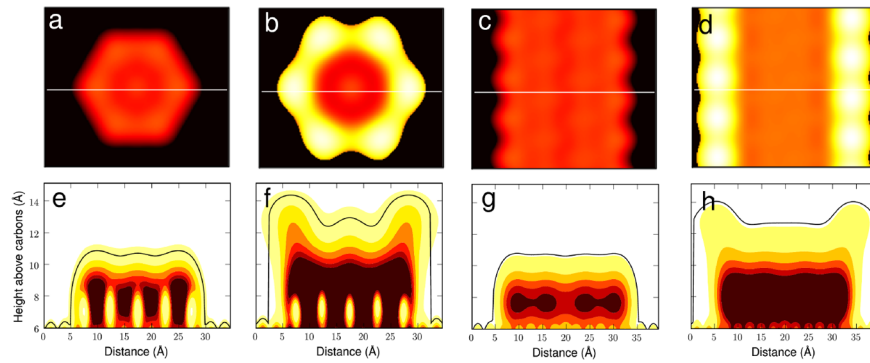 a b c d
e f g h
Height above carbons (Å)
14
12
10
8
6
0 5 10 15 20 25 30
0 5 10 15 20 25 30
0 5 10 15 20 25 30 35
0 5 10 15 20 25 30 35
Distance (Å) Distance (Å) Distance (Å) Distance (Å)